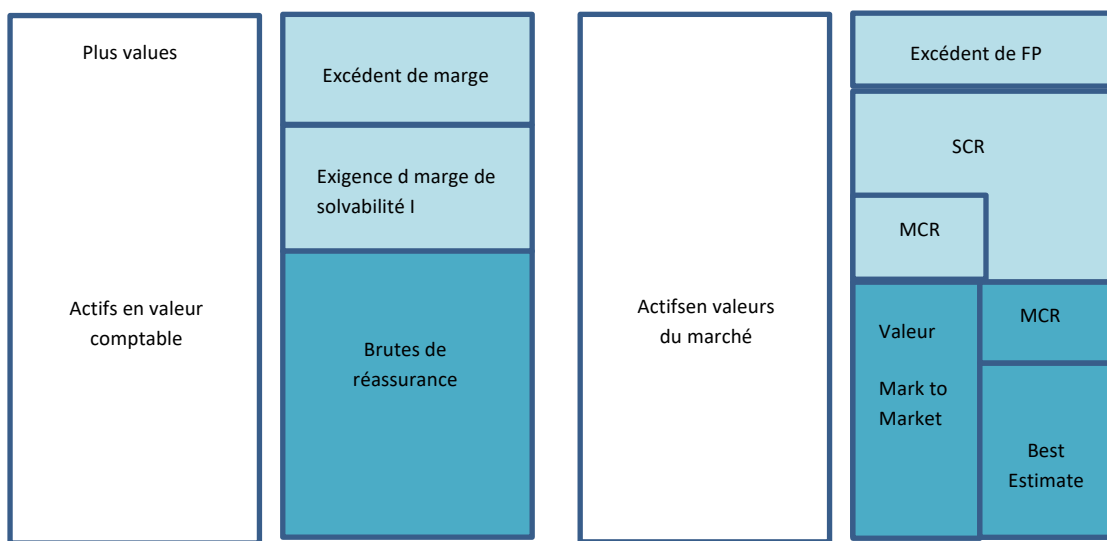 Plus values
Actifs en valeur
comptable
Excédent de marge
Exigence d marge de
solvabilité I
Brutes de
réassurance
Actifsen valeurs
du marché
Excédent de FP
SCR
MCR
Valeur
Mark to
Market
MCR
Best
Estimate